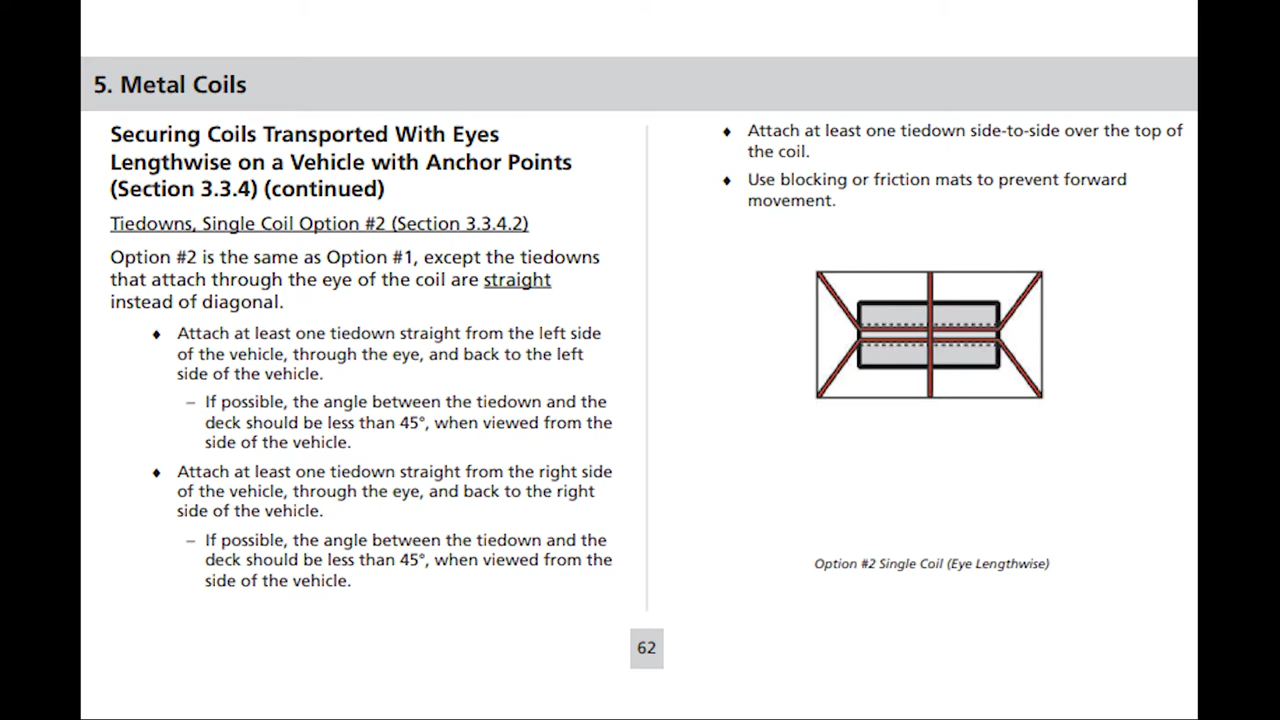 5. Metal Coils
Securing Coils Transported With Eyes
Lengthwise on a Vehicle with Anchor Points
(Section 3.3.4) (continued)
Tiedowns, Single Coil Option #2 (Section 3.3.4.2)
Option #2 is the same as Option #1, except the tiedowns
that attach through the eye of the coil are straight
instead of diagonal.
♦ Attach at least one tiedown straight from the left side
of the vehicle, through the eye, and back to the left
side of the vehicle.
– If possible, the angle between the tiedown and the
deck should be less than 45°, when viewed from the
side of the vehicle.
♦ Attach at least one tiedown straight from the right side
of the vehicle, through the eye, and back to the right
side of the vehicle.
– If possible, the angle between the tiedown and the
deck should be less than 45°, when viewed from the
side of the vehicle.
♦ Attach at least one tiedown side-to-side over the top of
the coil.
♦ Use blocking or friction mats to prevent forward
movement.
Option #2 Single Coil (Eye Lengthwise)
62